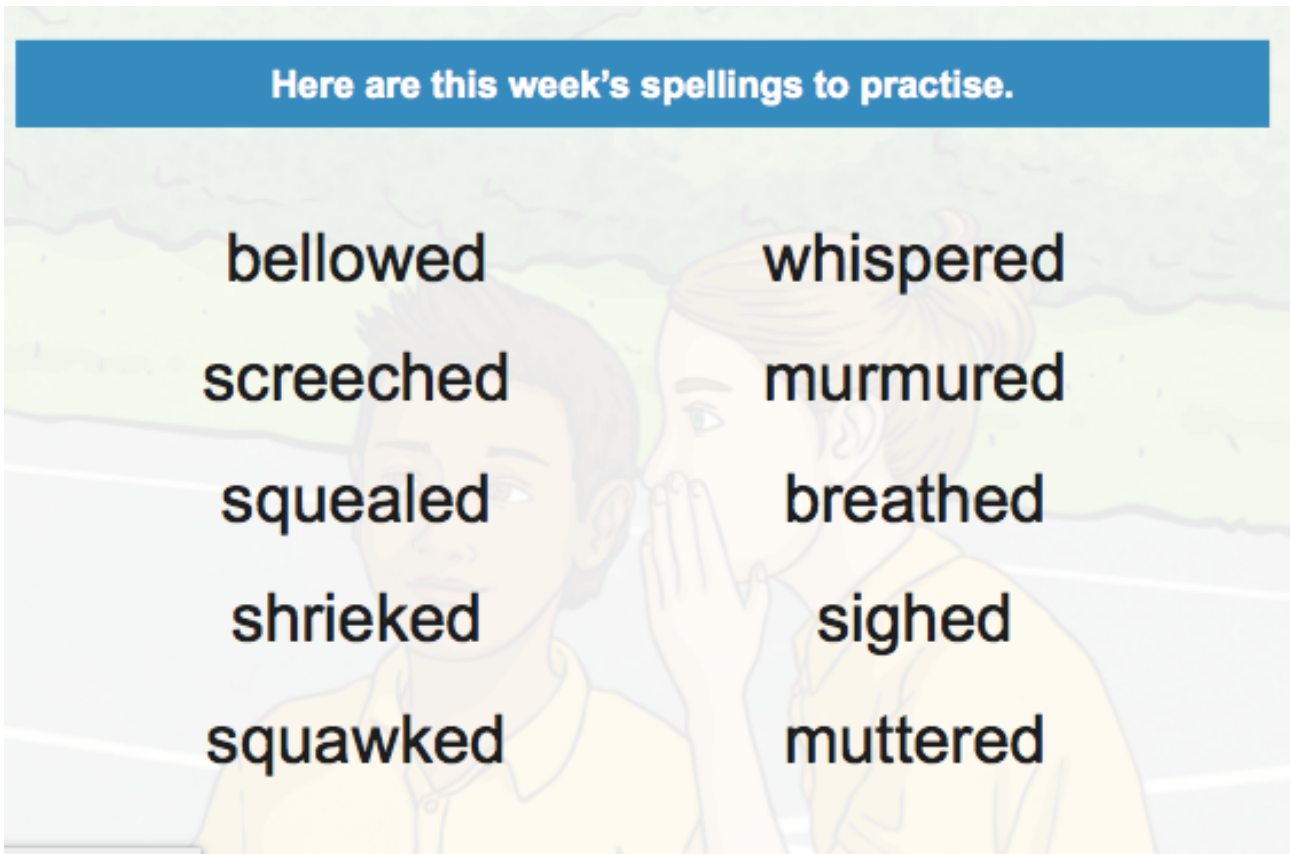 Here are this week’s spellings to practise.
bellowed whispered
screeched murmured
squealed breathed
shrieked sighed
squawked muttered